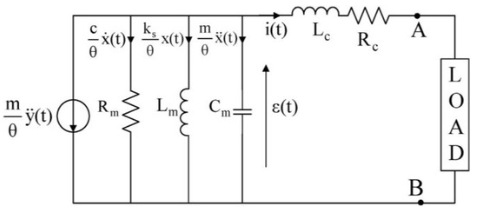 c/θ ẋ(t) k_s/θ x(t) m/θ ẍ(t) i(t) L_c R_c A
m/θ ÿ(t) R_m L_m C_m ε(t)
L
O
A
D
B